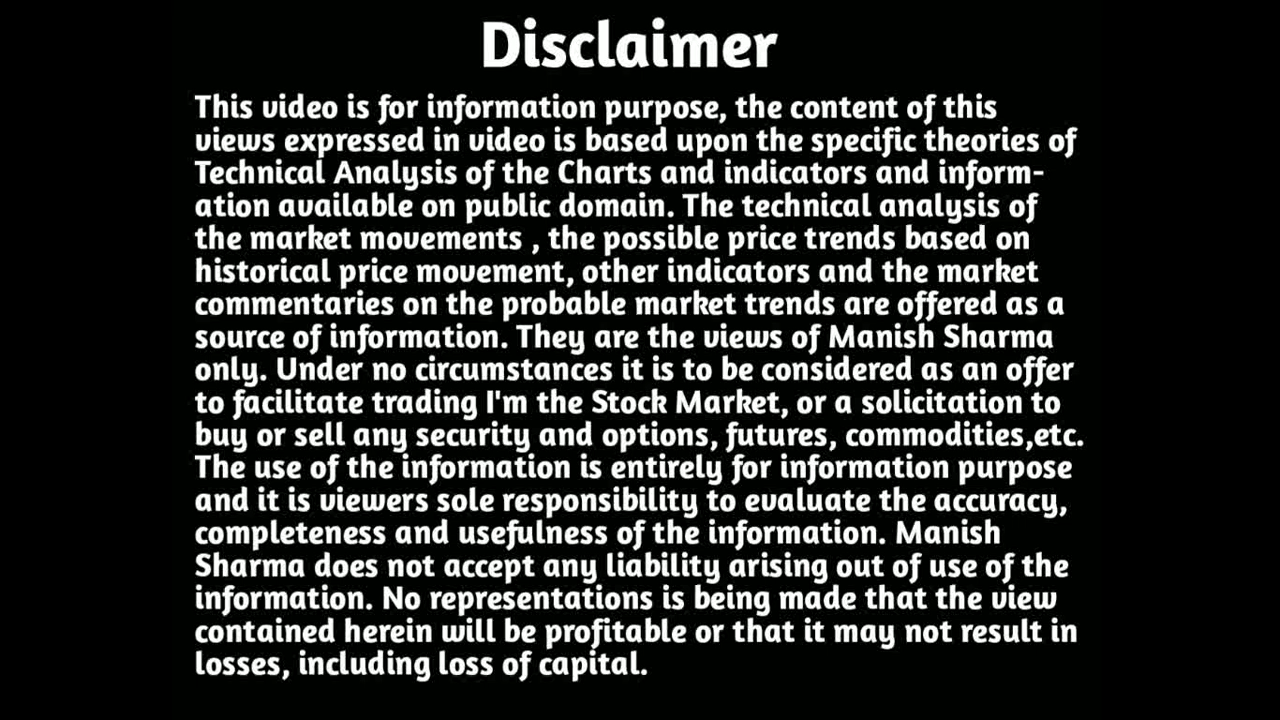 Disclaimer
This video is for information purpose, the content of this
views expressed in video is based upon the specific theories of
Technical Analysis of the Charts and indicators and inform-
ation available on public domain. The technical analysis of
the market movements , the possible price trends based on
historical price movement, other indicators and the market
commentaries on the probable market trends are offered as a
source of information. They are the views of Manish Sharma
only. Under no circumstances it is to be considered as an offer
to facilitate trading I'm the Stock Market, or a solicitation to
buy or sell any security and options, futures, commodities,etc.
The use of the information is entirely for information purpose
and it is viewers sole responsibility to evaluate the accuracy,
completeness and usefulness of the information. Manish
Sharma does not accept any liability arising out of use of the
information. No representations is being made that the view
contained herein will be profitable or that it may not result in
losses, including loss of capital.